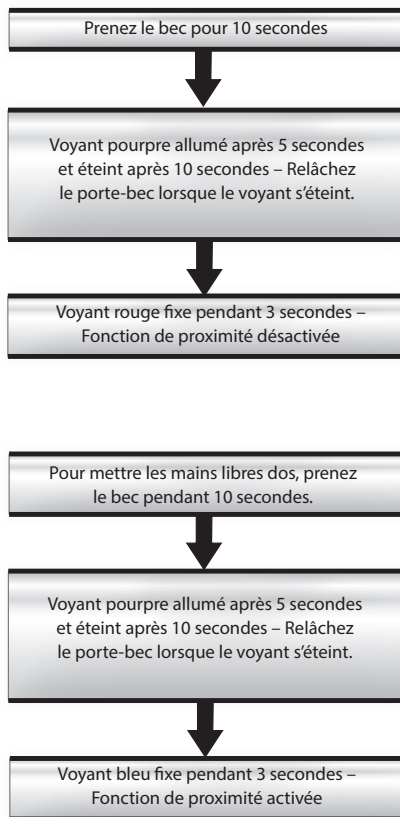 Prenez le bec pour 10 secondes
Voyant pourpre allumé après 5 secondes
et éteint après 10 secondes – Relâchez
le porte-bec lorsque le voyant s’éteint.
Voyant rouge fixe pendant 3 secondes –
Fonction de proximité désactivée
Pour mettre les mains libres dos, prenez
le bec pendant 10 secondes.
Voyant pourpre allumé après 5 secondes
et éteint après 10 secondes – Relâchez
le porte-bec lorsque le voyant s’éteint.
Voyant bleu fixe pendant 3 secondes –
Fonction de proximité activée